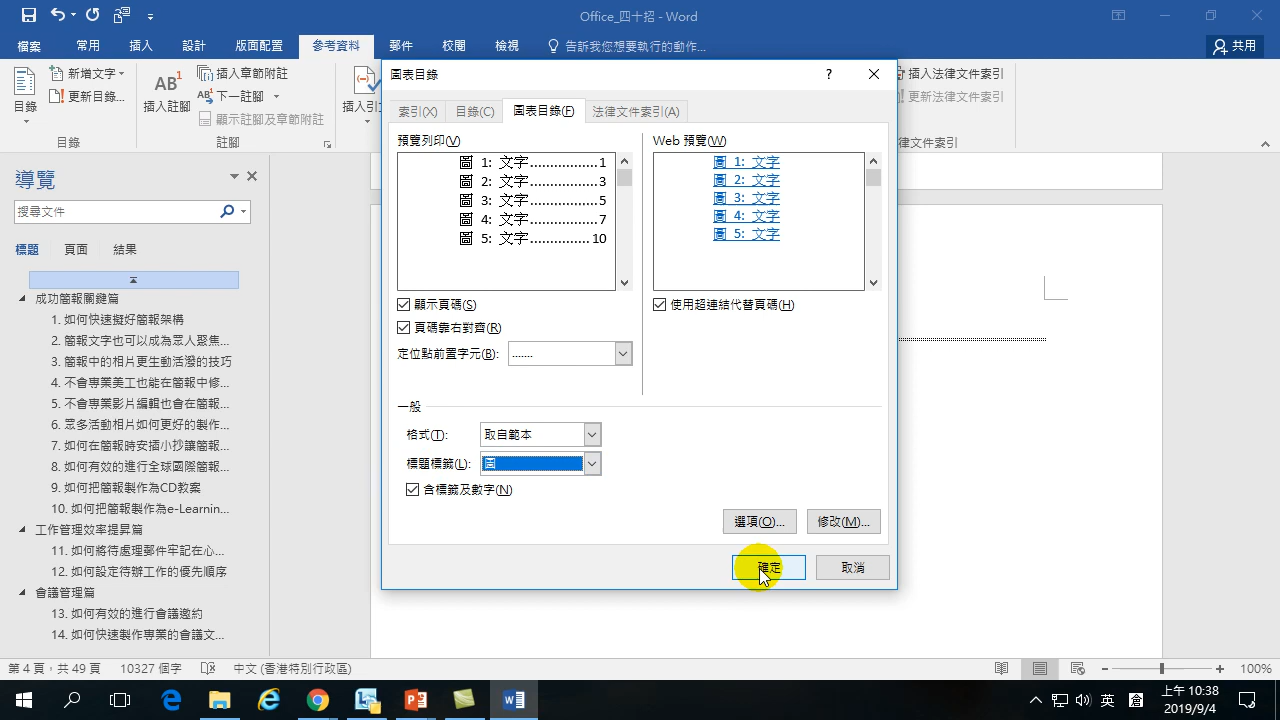 Office_四十招 - Word
檔案 常用 插入 設計 版面配置 參考資料 郵件 校閱 檢視 告訴我您想要執行的動作... 共用
目錄
新增文字
更新目錄...
目錄
AB1
插入註腳
插入章節附註
下一註腳
顯示註腳及章節附註
註腳
插入引
插入法律文件索引
更新法律文件索引
律文件索引
導覽
搜尋文件
標題 頁面 結果
成功簡報關鍵篇
1. 如何快速擬好簡報架構
2. 簡報文字也可以成為眾人聚焦...
3. 簡報中的相片更生動活潑的技巧
4. 不會專業美工也能在簡報中修...
5. 不會專業影片編輯也會在簡報...
6. 眾多活動相片如何更好的製作...
7. 如何在簡報時安插小抄讓簡報...
8. 如何有效的進行全球國際簡報...
9. 如何把簡報製作為CD教案
10. 如何把簡報製作為e-Learnin...
工作管理效率提昇篇
11. 如何將待處理郵件牢記在心...
12. 如何設定待辦工作的優先順序
會議管理篇
13. 如何有效的進行會議邀約
14. 如何快速製作專業的會議文...
圖表目錄
索引(X) 目錄(C) 圖表目錄(F) 法律文件索引(A)
預覽列印(V)
圖 1: 文字................1
圖 2: 文字................3
圖 3: 文字................5
圖 4: 文字................7
圖 5: 文字..............10
Web 預覽(W)
圖 1: 文字
圖 2: 文字
圖 3: 文字
圖 4: 文字
圖 5: 文字
顯示頁碼(S)
頁碼靠右對齊(R)
定位點前置字元(B): .......
使用超連結代替頁碼(H)
一般
格式(T): 取自範本
標題標籤(L): 圖
含標籤及數字(N)
選項(O)... 修改(M)...
確定 取消
第 4 頁，共 49 頁 10327 個字 中文 (香港特別行政區) 100%
英 上午 10:38
2019/9/4